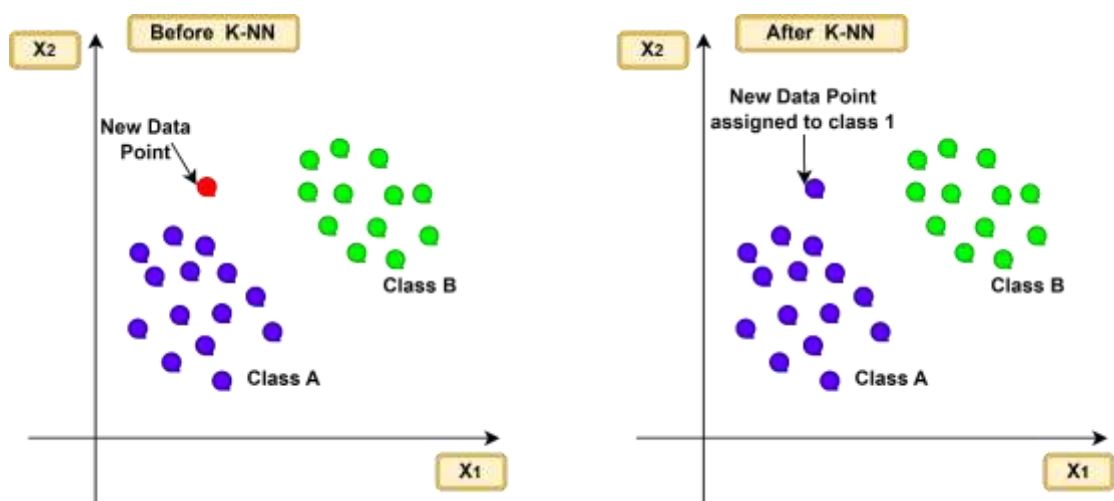 Before K-NN
X2
New Data
Point
Class B
Class A
X1
After K-NN
X2
New Data Point
assigned to class 1
Class B
Class A
X1